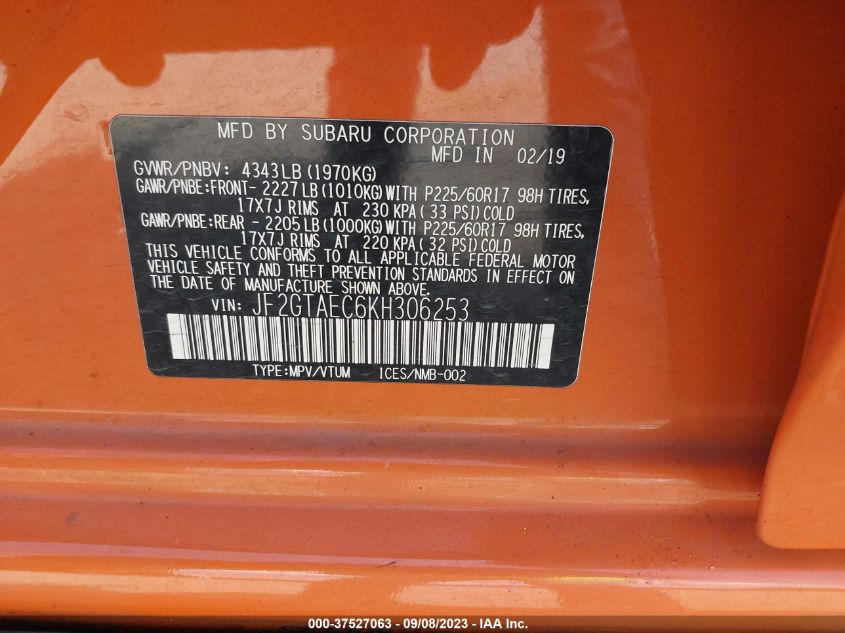 MFD BY SUBARU CORPORATION
MFD IN 02/19
GVWR/PNBV: 4343LB (1970KG)
GAWR/PNBE:FRONT- 2227LB(1010KG)WITH P225/60R17 98H TIRES,
17X7J RIMS AT 230 KPA( 33 PSI)COLD
GAWR/PNBE:REAR - 2205LB(1000KG)WITH P225/60R17 98H TIRES,
17X7J RIMS AT 220 KPA( 32 PSI)COLD
THIS VEHICLE CONFORMS TO ALL APPLICABLE FEDERAL MOTOR
VEHICLE SAFETY AND THEFT PREVENTION STANDARDS IN EFFECT ON
THE DATE OF MANUFACTURE SHOWN ABOVE.
VIN: JF2GTAEC6KH306253
TYPE:MPV/VTUM ICES/NMB-002
000-37527063 - 09/08/2023 - IAA Inc.